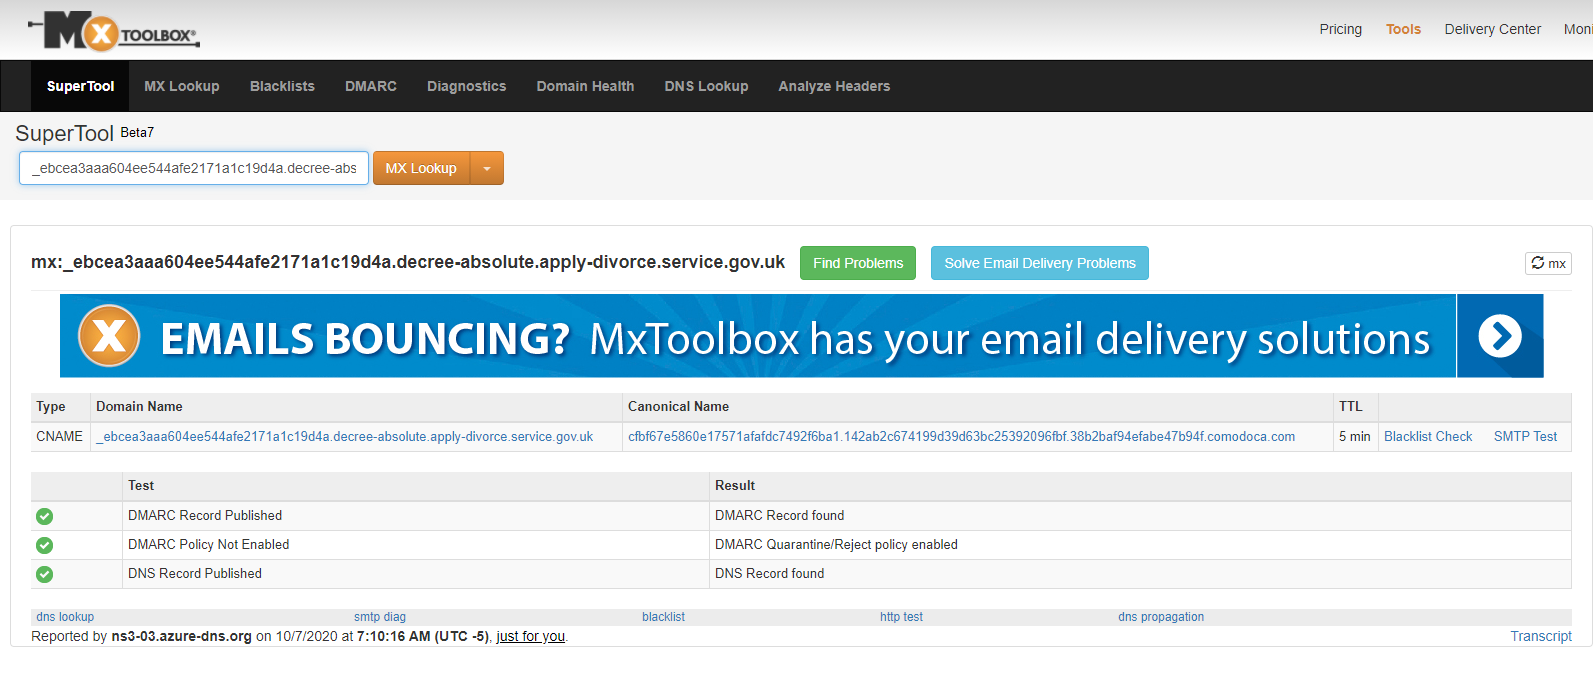 MX TOOLBOX®
Pricing Tools Delivery Center Moni
SuperTool MX Lookup Blacklists DMARC Diagnostics Domain Health DNS Lookup Analyze Headers
SuperTool Beta7
_ebcea3aaa604ee544afe2171a1c19d4a.decree-abs MX Lookup
mx:_ebcea3aaa604ee544afe2171a1c19d4a.decree-absolute.apply-divorce.service.gov.uk Find Problems Solve Email Delivery Problems mx
X EMAILS BOUNCING? MxToolbox has your email delivery solutions
Type Domain Name Canonical Name TTL
CNAME _ebcea3aaa604ee544afe2171a1c19d4a.decree-absolute.apply-divorce.service.gov.uk cfbf67e5860e17571afafdc7492f6ba1.142ab2c674199d39d63bc25392096fbf.38b2baf94efabe47b94f.comodoca.com 5 min Blacklist Check SMTP Test
Test Result
DMARC Record Published DMARC Record found
DMARC Policy Not Enabled DMARC Quarantine/Reject policy enabled
DNS Record Published DNS Record found
dns lookup smtp diag blacklist http test dns propagation
Reported by ns3-03.azure-dns.org on 10/7/2020 at 7:10:16 AM (UTC -5), just for you. Transcript